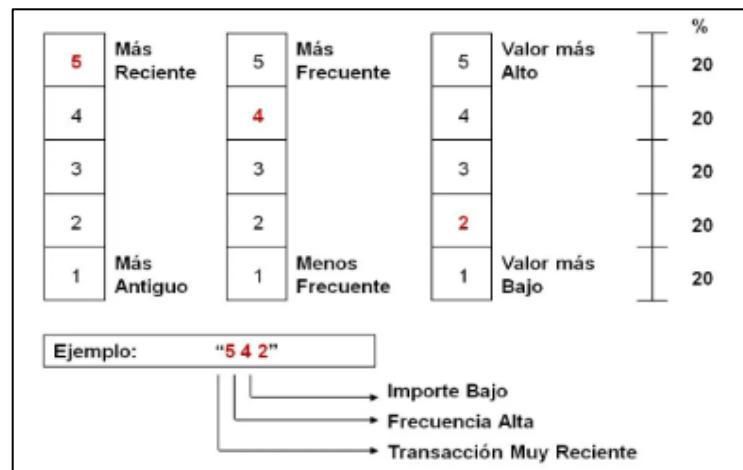 %
5 Más Reciente 5 Más Frecuente 5 Valor más Alto 20
4 4 4 20
3 3 3 20
2 2 2 20
1 Más Antiguo 1 Menos Frecuente 1 Valor más Bajo 20
Ejemplo: “5 4 2”
Importe Bajo
Frecuencia Alta
Transacción Muy Reciente